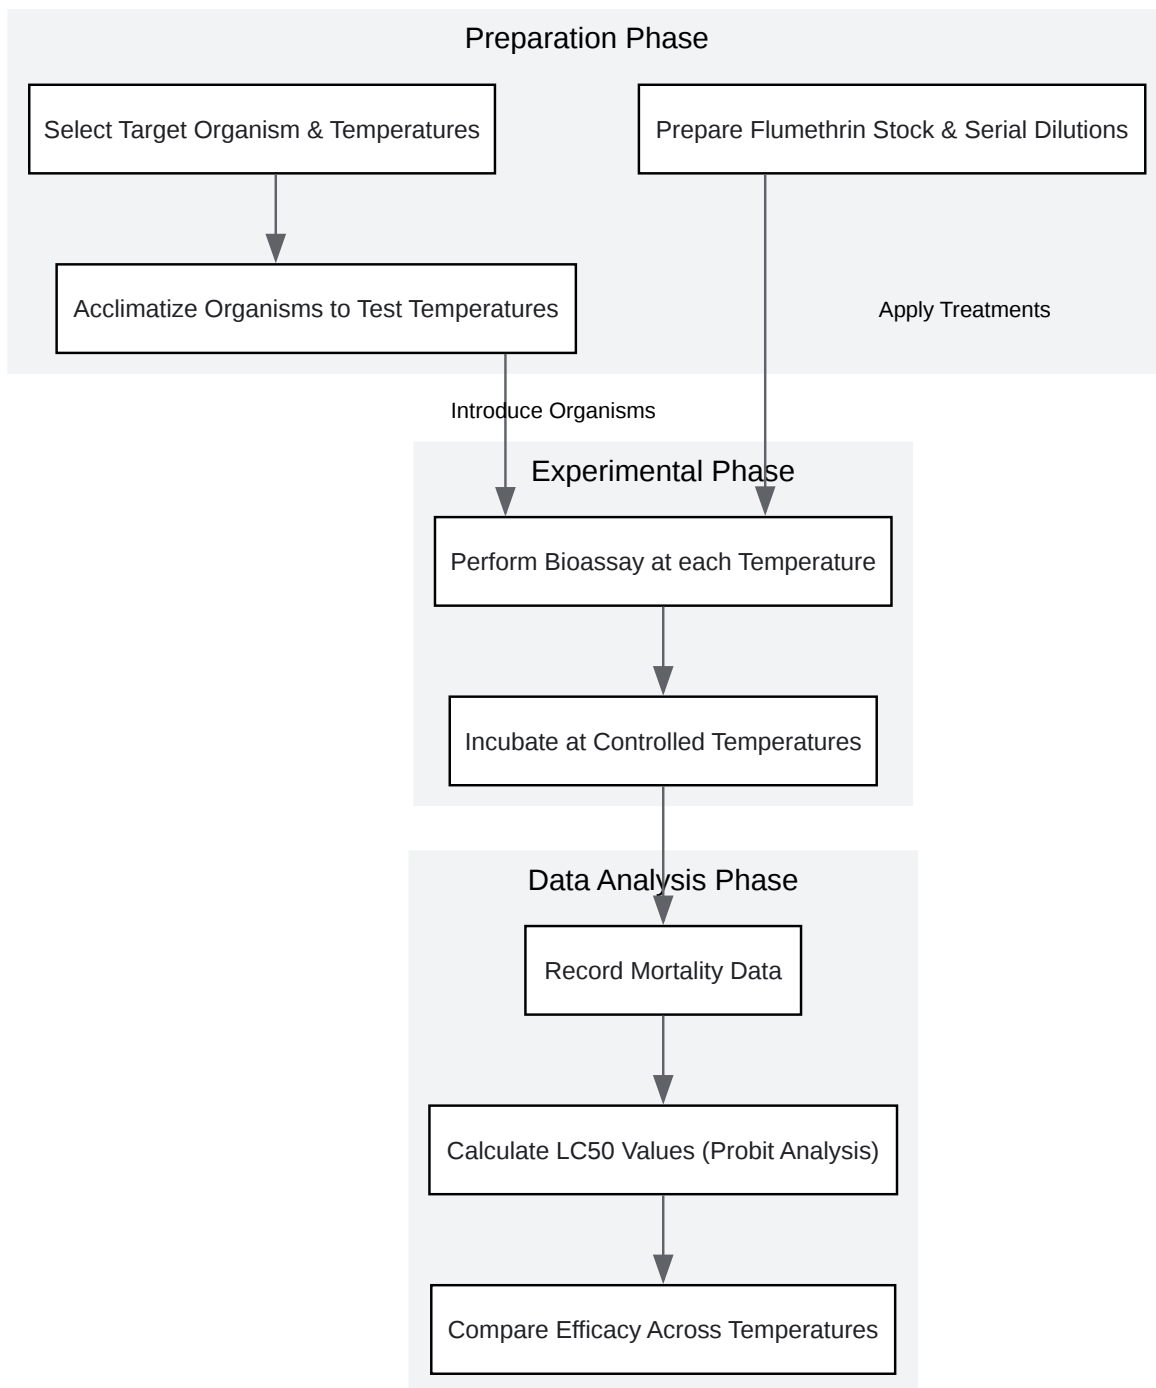 Preparation Phase
Select Target Organism & Temperatures
Prepare Flumethrin Stock & Serial Dilutions
Acclimatize Organisms to Test Temperatures
Apply Treatments
Introduce Organisms
Experimental Phase
Perform Bioassay at each Temperature
Incubate at Controlled Temperatures
Data Analysis Phase
Record Mortality Data
Calculate LC50 Values (Probit Analysis)
Compare Efficacy Across Temperatures